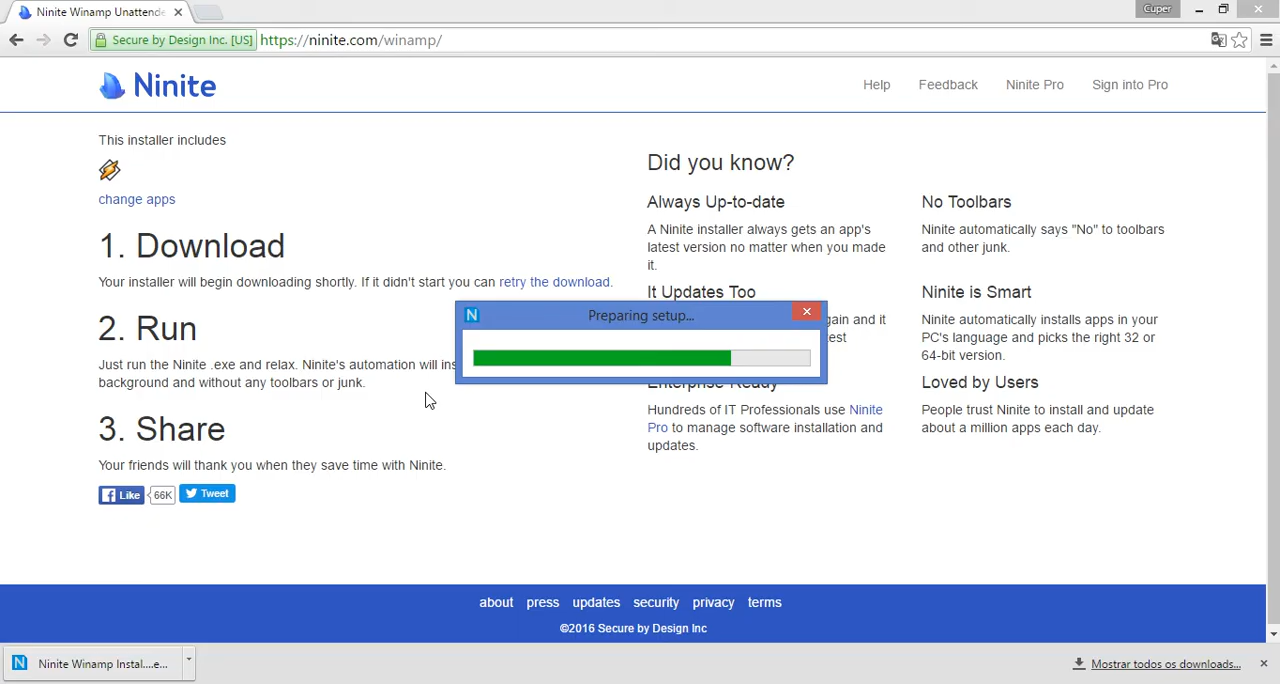 Ninite Winamp Unattende
Cuper
Secure by Design Inc. [US]
https://ninite.com/winamp/
Ninite
Help
Feedback
Ninite Pro
Sign into Pro
This installer includes
change apps
1. Download
Your installer will begin downloading shortly. If it didn't start you can retry the download.
2. Run
Just run the Ninite .exe and relax. Ninite's automation will ins
background and without any toolbars or junk.
3. Share
Your friends will thank you when they save time with Ninite.
Like
66K
Tweet
Did you know?
Always Up-to-date
A Ninite installer always gets an app's
latest version no matter when you made
it.
It Updates Too
gain and it
test
Enterprise Ready
Hundreds of IT Professionals use Ninite
Pro to manage software installation and
updates.
No Toolbars
Ninite automatically says "No" to toolbars
and other junk.
Ninite is Smart
Ninite automatically installs apps in your
PC's language and picks the right 32 or
64-bit version.
Loved by Users
People trust Ninite to install and update
about a million apps each day.
N
Preparing setup...
about
press
updates
security
privacy
terms
©2016 Secure by Design Inc
N
Ninite Winamp Instal....e...
Mostrar todos os downloads...